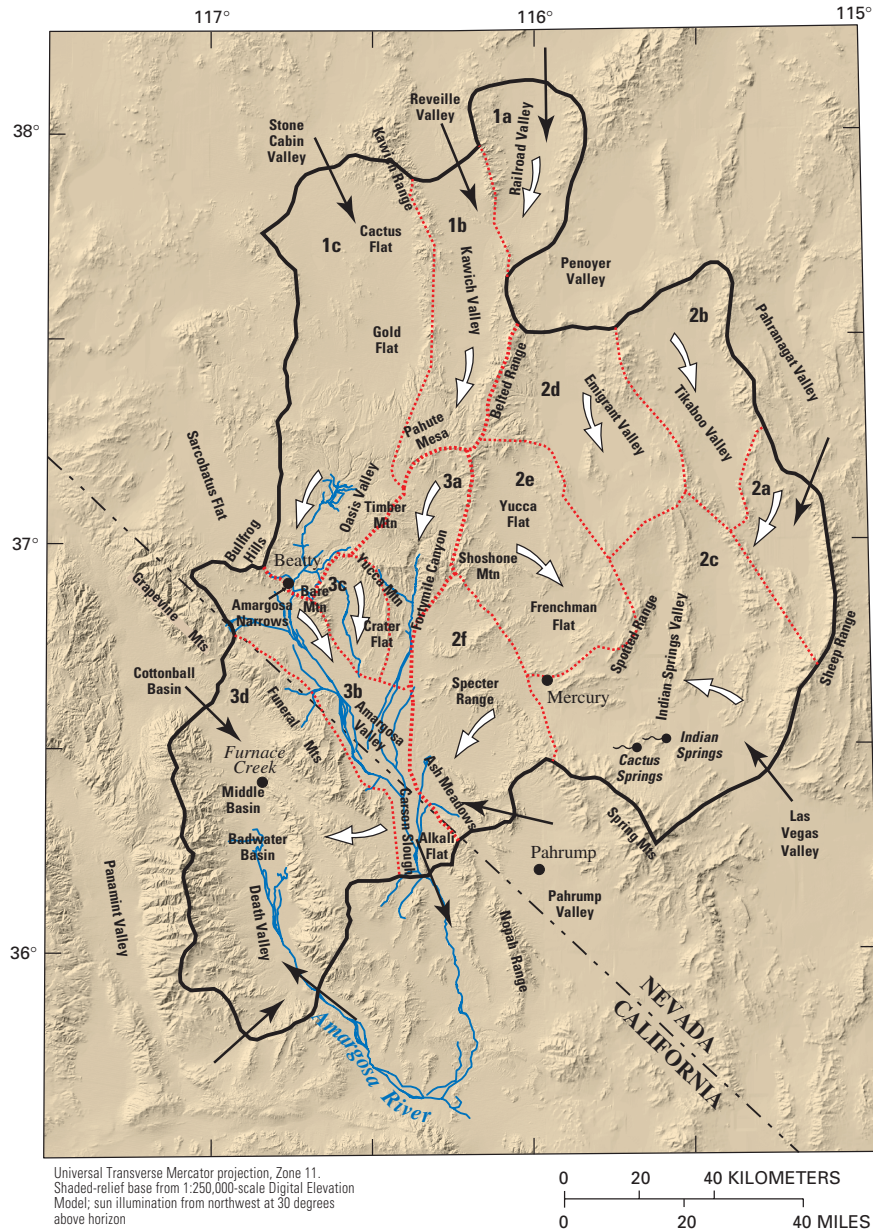 117°
116°
115°
38°
37°
36°
Reveille
Valley
1a
Railroad Valley
Stone
Cabin
Valley
Kawich Range
1b
1c
Cactus
Flat
Kawich Valley
Penoyer
Valley
2b
Gold
Flat
Pahranagat Valley
Belted Range
2d
Emigrant Valley
Tikaboo Valley
Pahute
Mesa
Sarcobatus Flat
Oasis Valley
3a
2e
Yucca
Flat
2a
Timber
Mtn
Bullfrog
Hills
Beatty
Yucca Mtn
Fortymile Canyon
Shoshone
Mtn
2c
Grapevine Mts
Amargosa
Narrows
Bare
Mtn
3c
Crater
Flat
2f
Frenchman
Flat
Spotted Range
Indian Springs Valley
Sheep Range
Cottonball
Basin
3d
Funeral Mts
3b
Amargosa
Valley
Specter
Range
Mercury
Indian
Springs
Cactus
Springs
Furnace
Creek
Middle
Basin
Ash Meadows
Carson Slough
Alkali
Flat
Badwater
Basin
Spring Mts
Las
Vegas
Valley
Pahrump
Pahrump
Valley
Panamint Valley
Death Valley
Nopah Range
NEVADA
CALIFORNIA
Amargosa River
Universal Transverse Mercator projection, Zone 11.
Shaded-relief base from 1:250,000-scale Digital Elevation
Model; sun illumination from northwest at 30 degrees
above horizon
0 20 40 KILOMETERS
0 20 40 MILES